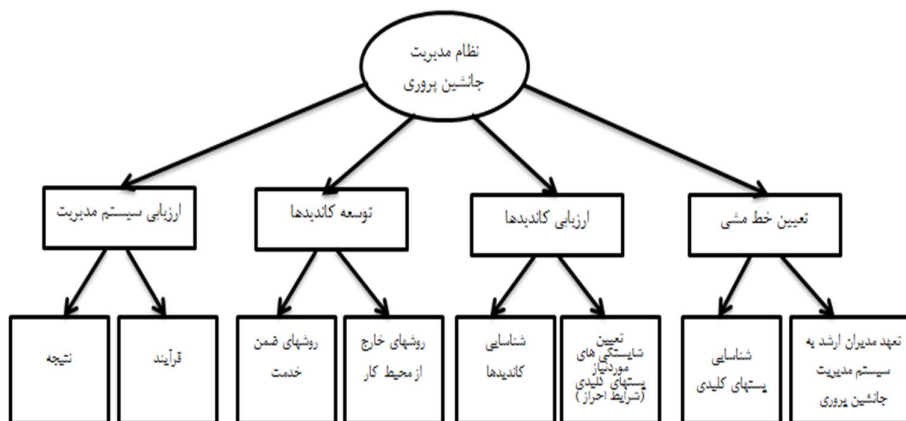 نظام مدیریت
جانشین پروری
تعیین خط مشی
ارزیابی کاندیدها
توسعه کاندیدها
ارزیابی سیستم مدیریت
تعهد مدیران ارشد یه
سیستم مدیریت
جانشین پروری
شناسایی
پستهای کلیدی
تعیین
شایستگی های
موردنیاز
پستهای کلیدی
(شرایط احراز)
شناسایی
کاندیدها
روشهای خارج
از محیط کار
روشهای ضمن
خدمت
قرآیند
نتیجه